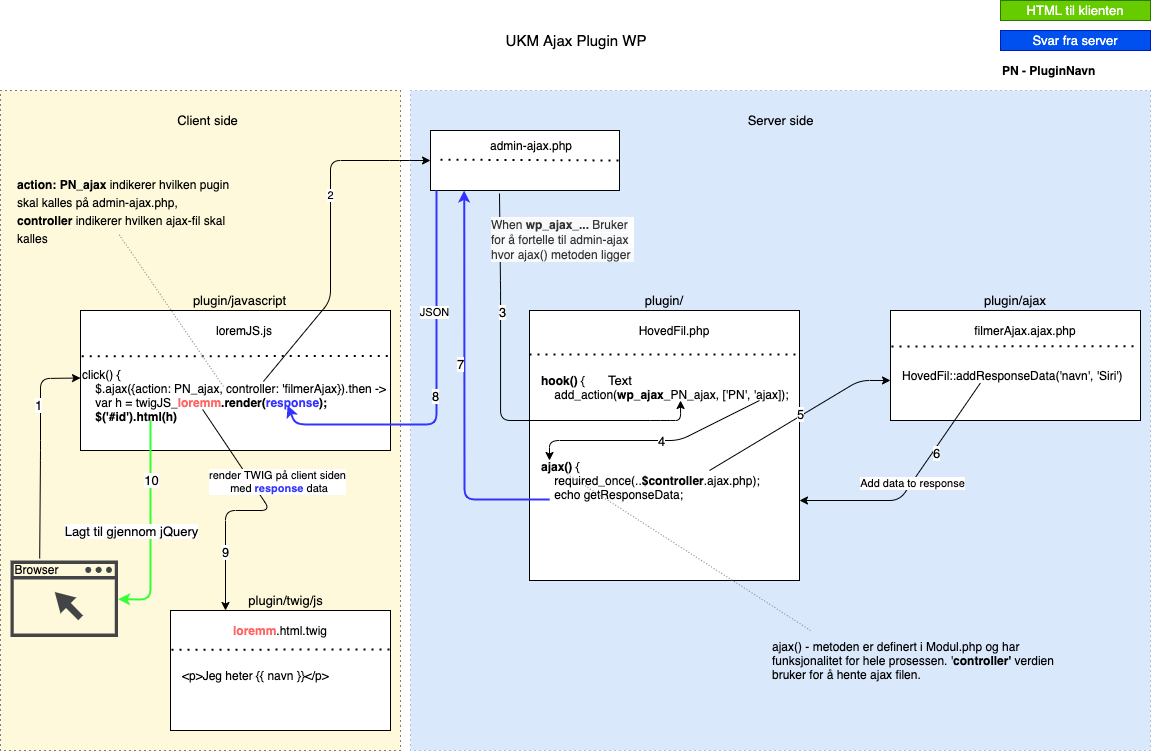 HTML til klienten
UKM Ajax Plugin WP
Svar fra server
PN - PluginNavn
Client side
Server side
action: PN_ajax indikerer hvilken pugin
skal kalles på admin-ajax.php,
controller indikerer hvilken ajax-fil skal
kalles
2
admin-ajax.php
When wp_ajax_... Bruker
for å fortelle til admin-ajax
hvor ajax() metoden ligger
plugin/javascript
loremJS.js
click() {
$.ajax({action: PN_ajax, controller: 'filmerAjax}).then ->
var h = twigJS_loremm.render(response);
$('#id').html(h)
1
JSON
8
7
3
plugin/
HovedFil.php
hook() {
Text
add_action(wp_ajax_PN_ajax, ['PN', 'ajax]);
4
ajax() {
required_once(..$controller.ajax.php);
echo getResponseData;
5
plugin/ajax
filmerAjax.ajax.php
HovedFil::addResponseData('navn', 'Siri')
6
Add data to response
10
render TWIG på client siden
med response data
Lagt til gjennom jQuery
9
Browser
plugin/twig/js
loremm.html.twig
<p>Jeg heter {{ navn }}</p>
ajax() - metoden er definert i Modul.php og har
funksjonalitet for hele prosessen. 'controller' verdien
bruker for å hente ajax filen.